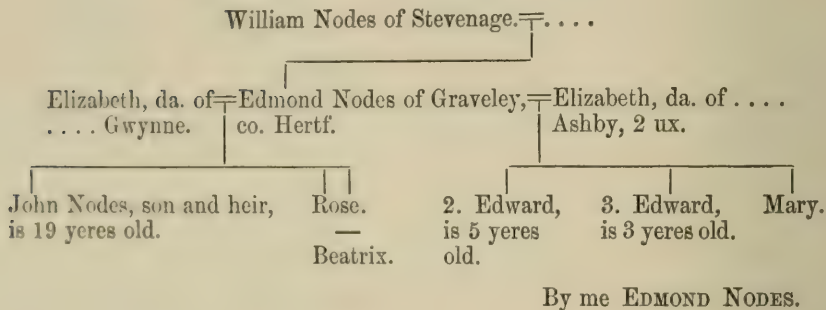 William Nodes of Stevenage. . . . .
Elizabeth, da. of Edmond Nodes of Graveley, Elizabeth, da. of . . . .
. . . . Gwynne. co. Hertf. Ashby, 2 ux.
John Nodes, son and heir, Rose. 2. Edward, 3. Edward, Mary.
is 19 yeres old. — is 5 yeres is 3 yeres old.
Beatrix. old.
By me EDMOND NODES.